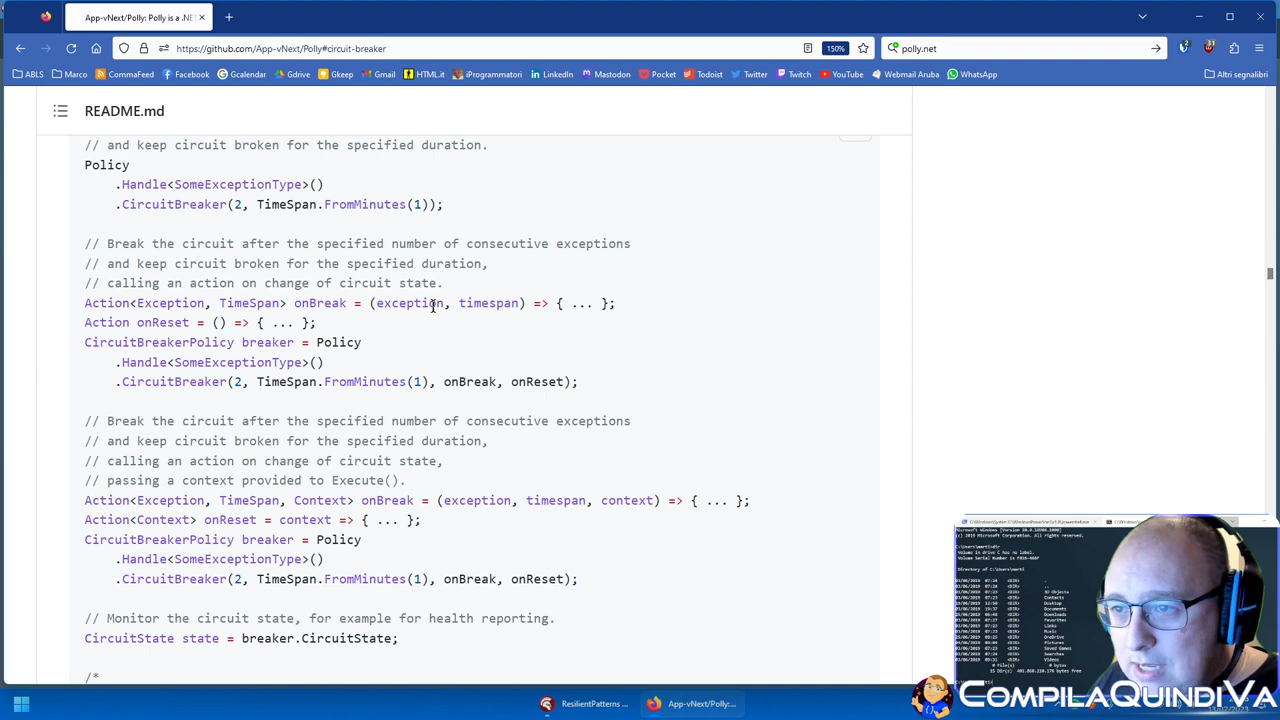 App-vNext/Polly: Polly is a .NE
https://github.com/App-vNext/Polly#circuit-breaker
150%
polly.net
ABLS
Marco
CommaFeed
Facebook
Gcalendar
Gdrive
Gkeep
Gmail
HTML.it
iProgrammatori
LinkedIn
Mastodon
Pocket
Todoist
Twitter
Twitch
YouTube
Webmail Aruba
WhatsApp
Altri segnalibri
README.md
// and keep circuit broken for the specified duration.
Policy
.Handle<SomeExceptionType>()
.CircuitBreaker(2, TimeSpan.FromMinutes(1));
// Break the circuit after the specified number of consecutive exceptions
// and keep circuit broken for the specified duration,
// calling an action on change of circuit state.
Action<Exception, TimeSpan> onBreak = (exception, timespan) => { ... };
Action onReset = () => { ... };
CircuitBreakerPolicy breaker = Policy
.Handle<SomeExceptionType>()
.CircuitBreaker(2, TimeSpan.FromMinutes(1), onBreak, onReset);
// Break the circuit after the specified number of consecutive exceptions
// and keep circuit broken for the specified duration,
// calling an action on change of circuit state,
// passing a context provided to Execute().
Action<Exception, TimeSpan, Context> onBreak = (exception, timespan, context) => { ... };
Action<Context> onReset = context => { ... };
CircuitBreakerPolicy breaker = Policy
.Handle<SomeExceptionType>()
.CircuitBreaker(2, TimeSpan.FromMinutes(1), onBreak, onReset);
// Monitor the circuit state, for example for health reporting.
CircuitState state = breaker.CircuitState;
ResilientPatterns ...
App-vNext/Polly:...
COMPILAQUINDIVA